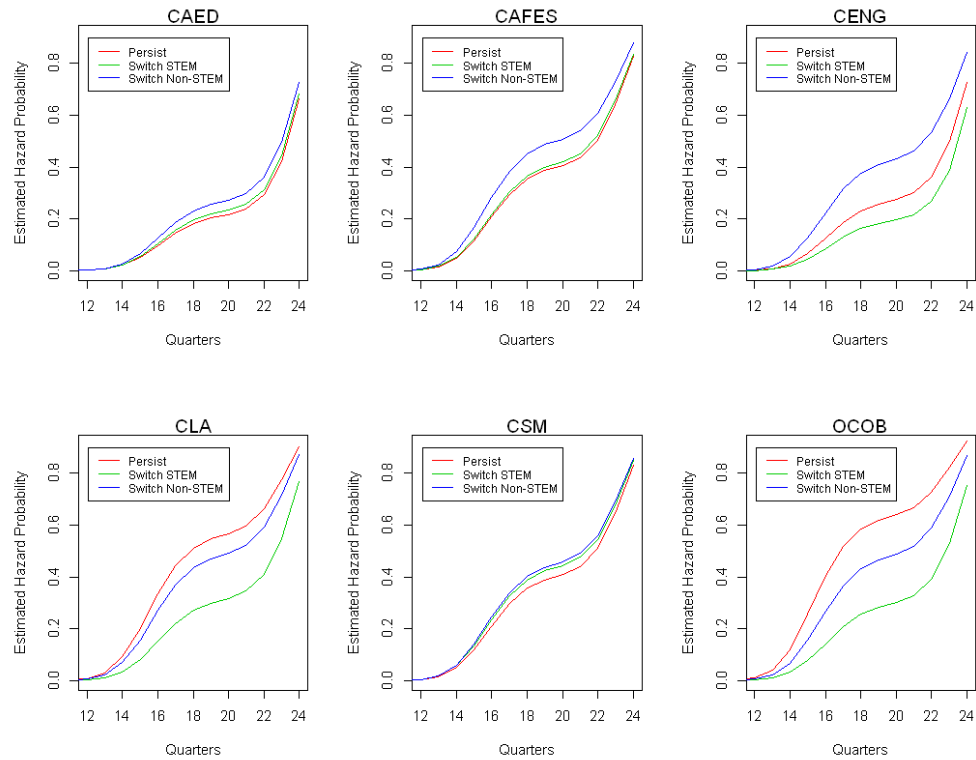 CAED
Estimated Hazard Probability
0.0 0.2 0.4 0.6 0.8
Persist
Switch STEM
Switch Non-STEM
12 14 16 18 20 22 24
Quarters
CAFES
Estimated Hazard Probability
0.0 0.2 0.4 0.6 0.8
Persist
Switch STEM
Switch Non-STEM
12 14 16 18 20 22 24
Quarters
CENG
Estimated Hazard Probability
0.0 0.2 0.4 0.6 0.8
Persist
Switch STEM
Switch Non-STEM
12 14 16 18 20 22 24
Quarters
CLA
Estimated Hazard Probability
0.0 0.2 0.4 0.6 0.8
Persist
Switch STEM
Switch Non-STEM
12 14 16 18 20 22 24
Quarters
CSM
Estimated Hazard Probability
0.0 0.2 0.4 0.6 0.8
Persist
Switch STEM
Switch Non-STEM
12 14 16 18 20 22 24
Quarters
OCOB
Estimated Hazard Probability
0.0 0.2 0.4 0.6 0.8
Persist
Switch STEM
Switch Non-STEM
12 14 16 18 20 22 24
Quarters